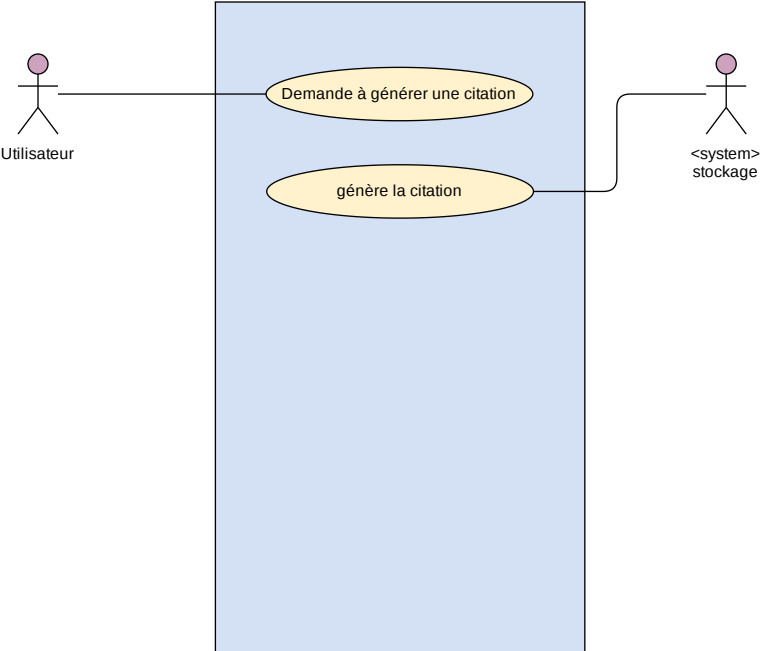 Demande à générer une citation
Utilisateur
<system>
stockage
génère la citation